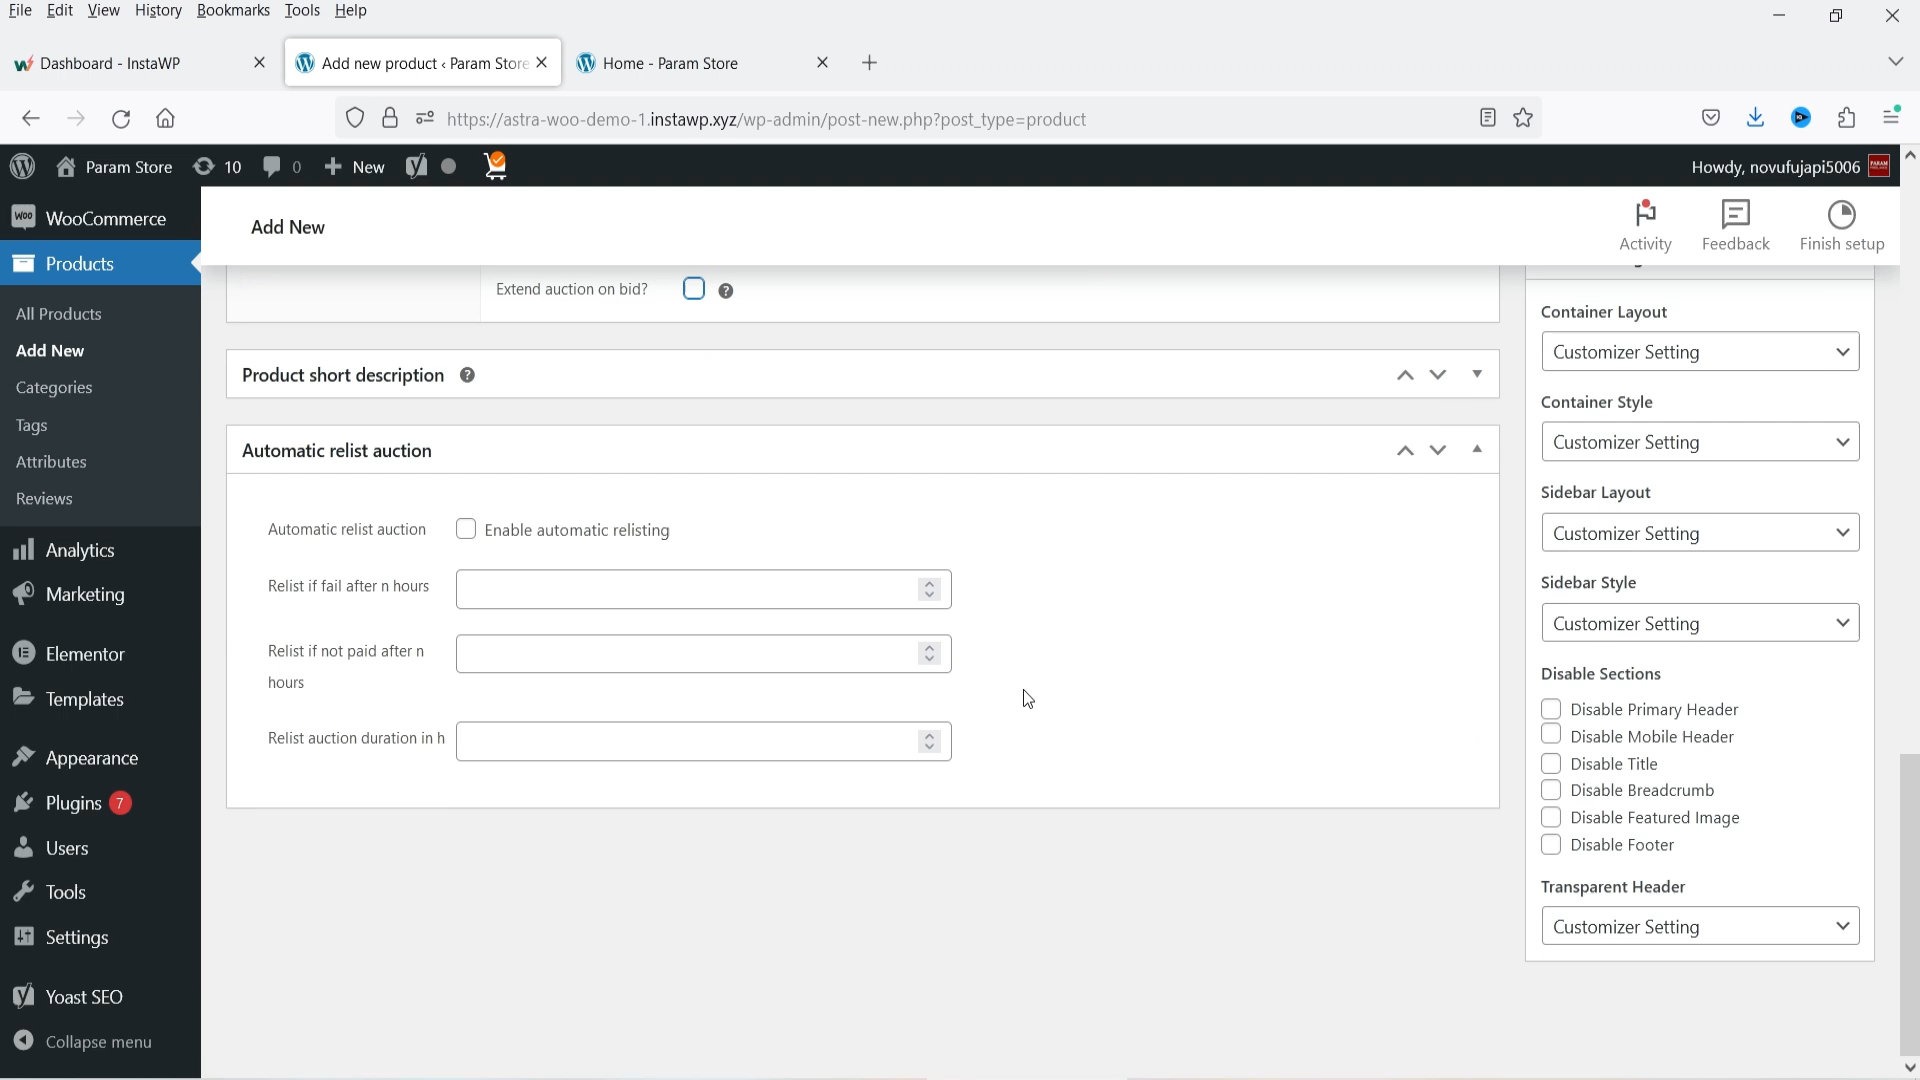 File Edit View History Bookmarks Tools Help
Dashboard - InstaWP
Add new product ‹ Param Store
Home - Param Store
https://astra-woo-demo-1.instawp.xyz/wp-admin/post-new.php?post_type=product
Param Store 10 0 New
Howdy, novufujapi5006
WooCommerce
Products
All Products
Add New
Categories
Tags
Attributes
Reviews
Analytics
Marketing
Elementor
Templates
Appearance
Plugins 7
Users
Tools
Settings
Yoast SEO
Collapse menu
Add New
Activity
Feedback
Finish setup
Extend auction on bid?
Product short description
Automatic relist auction
Automatic relist auction Enable automatic relisting
Relist if fail after n hours
Relist if not paid after n
hours
Relist auction duration in h
Container Layout
Customizer Setting
Container Style
Customizer Setting
Sidebar Layout
Customizer Setting
Sidebar Style
Customizer Setting
Disable Sections
Disable Primary Header
Disable Mobile Header
Disable Title
Disable Breadcrumb
Disable Featured Image
Disable Footer
Transparent Header
Customizer Setting